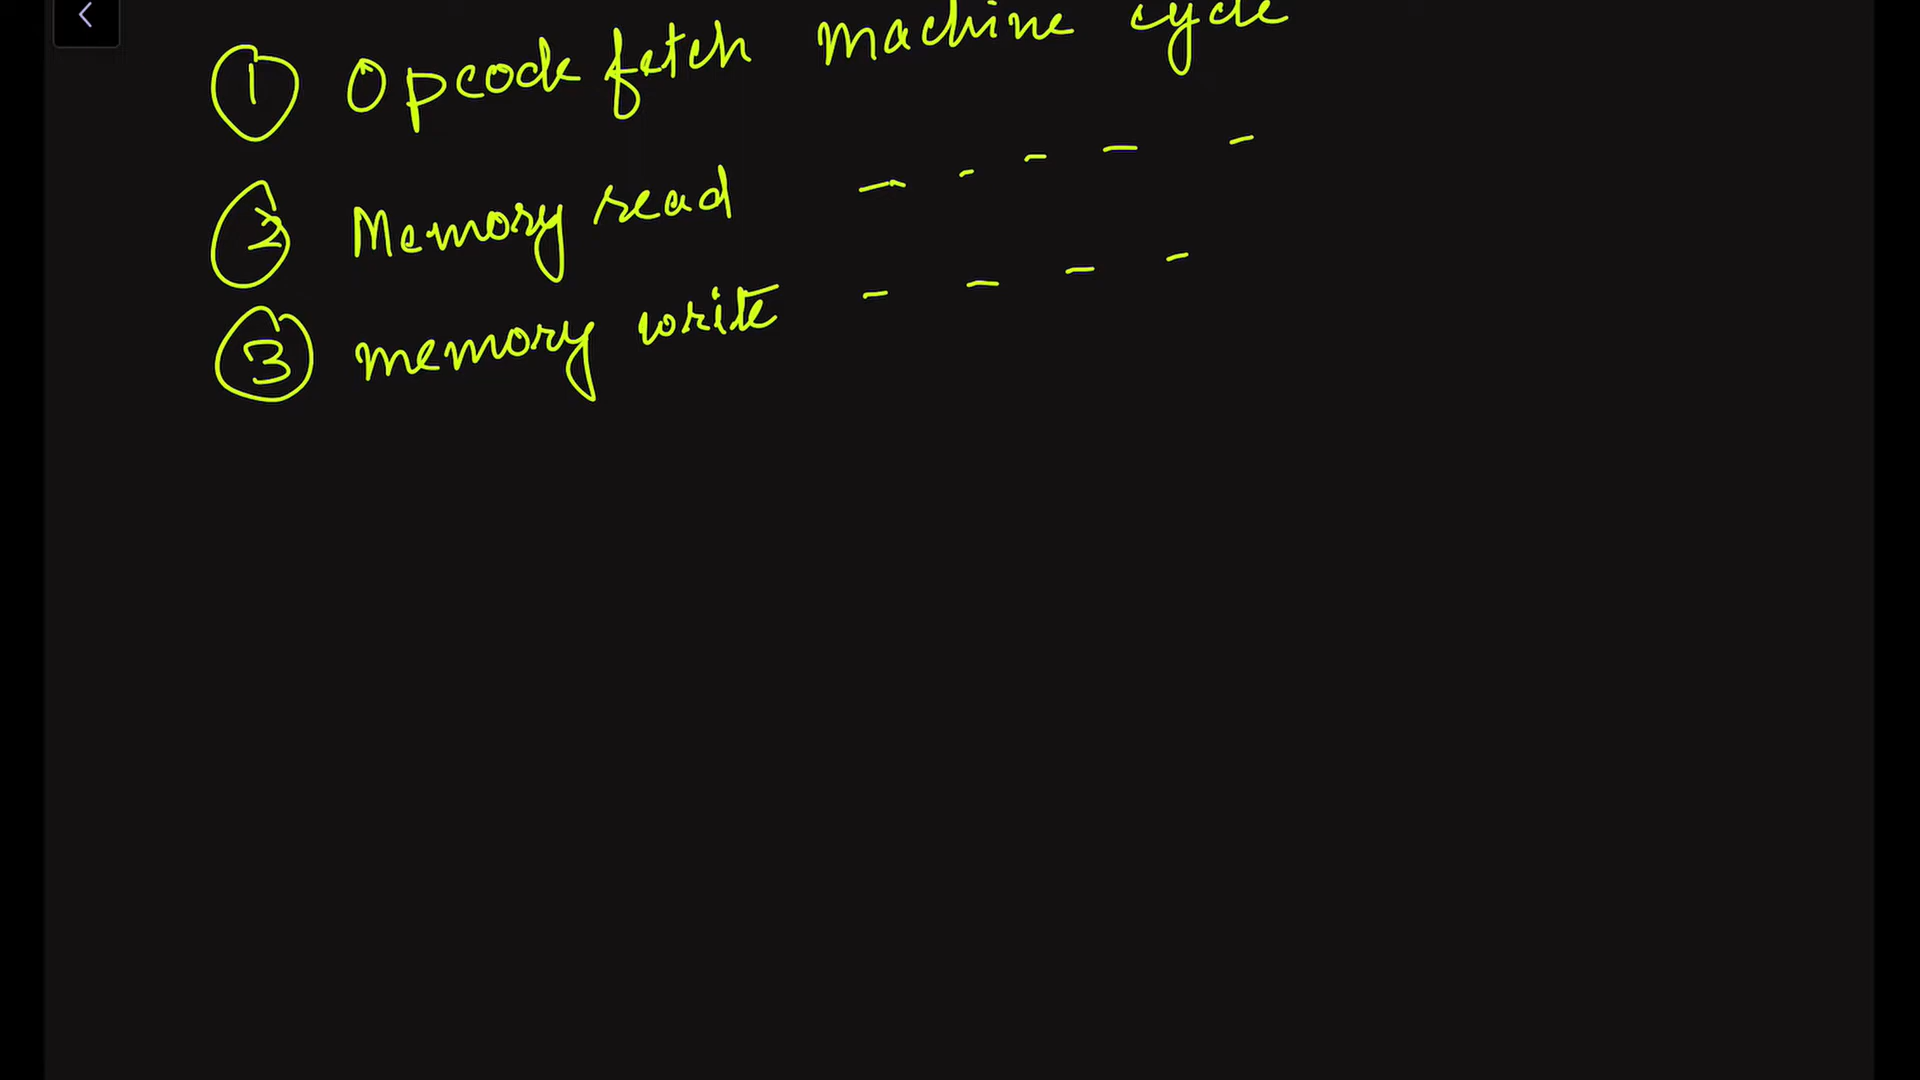 ① Opcode fetch machine cycle
② Memory read - - - - -
③ memory write - - - -